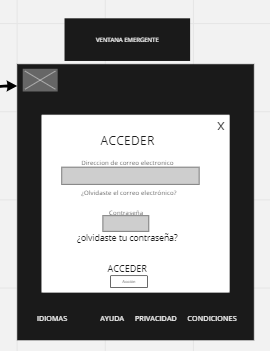 VENTANA EMERGENTE
X
ACCEDER
Direccion de correo electronico
¿Olvidaste el correo electrónico?
Contraseña
¿olvidaste tu contraseña?
ACCEDER
Acceder
IDIOMAS AYUDA PRIVACIDAD CONDICIONES